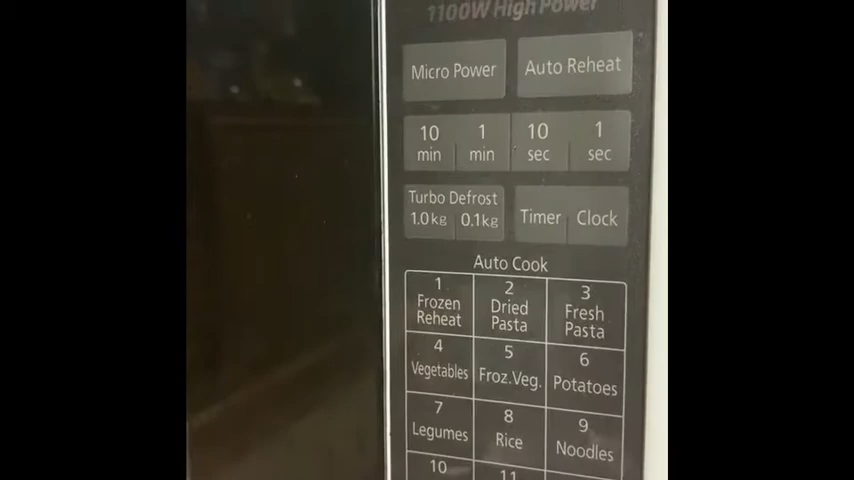 1100W High Power
Micro Power
Auto Reheat
10 min
1 min
10 sec
1 sec
Turbo Defrost
1.0kg 0.1kg
Timer
Clock
Auto Cook
1
Frozen
Reheat
2
Dried
Pasta
3
Fresh
Pasta
4
Vegetables
5
Froz.Veg.
6
Potatoes
7
Legumes
8
Rice
9
Noodles
10
11